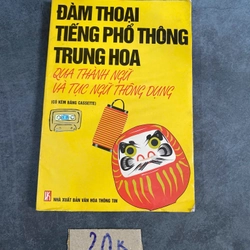 ĐÀM THOẠI
TIẾNG PHỔ THÔNG
TRUNG HOA
QUA THÀNH NGỮ
VÀ TỤC NGỮ THÔNG DỤNG
(CÓ KÈM BĂNG CASSETTE)
NHÀ XUẤT BẢN VĂN HÓA THÔNG TIN
20k